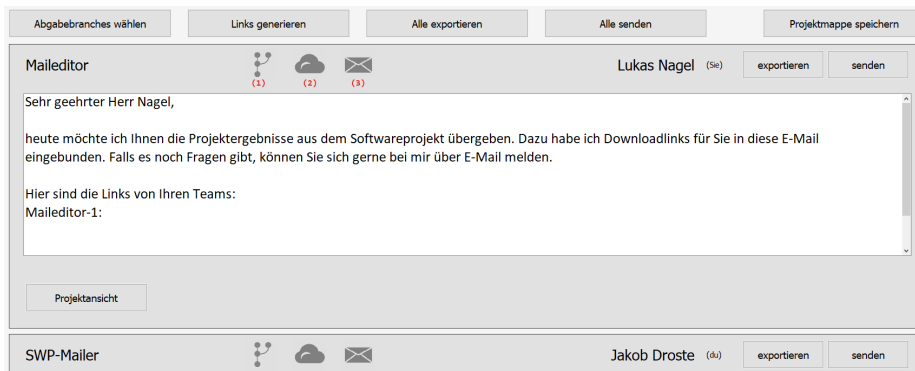 Abgabebranches wählen Links generieren Alle exportieren Alle senden Projektmappe speichern
Maileditor (1) (2) (3) Lukas Nagel (Sie) exportieren senden
Sehr geehrter Herr Nagel,
heute möchte ich Ihnen die Projektergebnisse aus dem Softwareprojekt übergeben. Dazu habe ich Downloadlinks für Sie in diese E-Mail
eingebunden. Falls es noch Fragen gibt, können Sie sich gerne bei mir über E-Mail melden.
Hier sind die Links von Ihren Teams:
Maileditor-1:
Projektansicht
SWP-Mailer Jakob Droste (du) exportieren senden